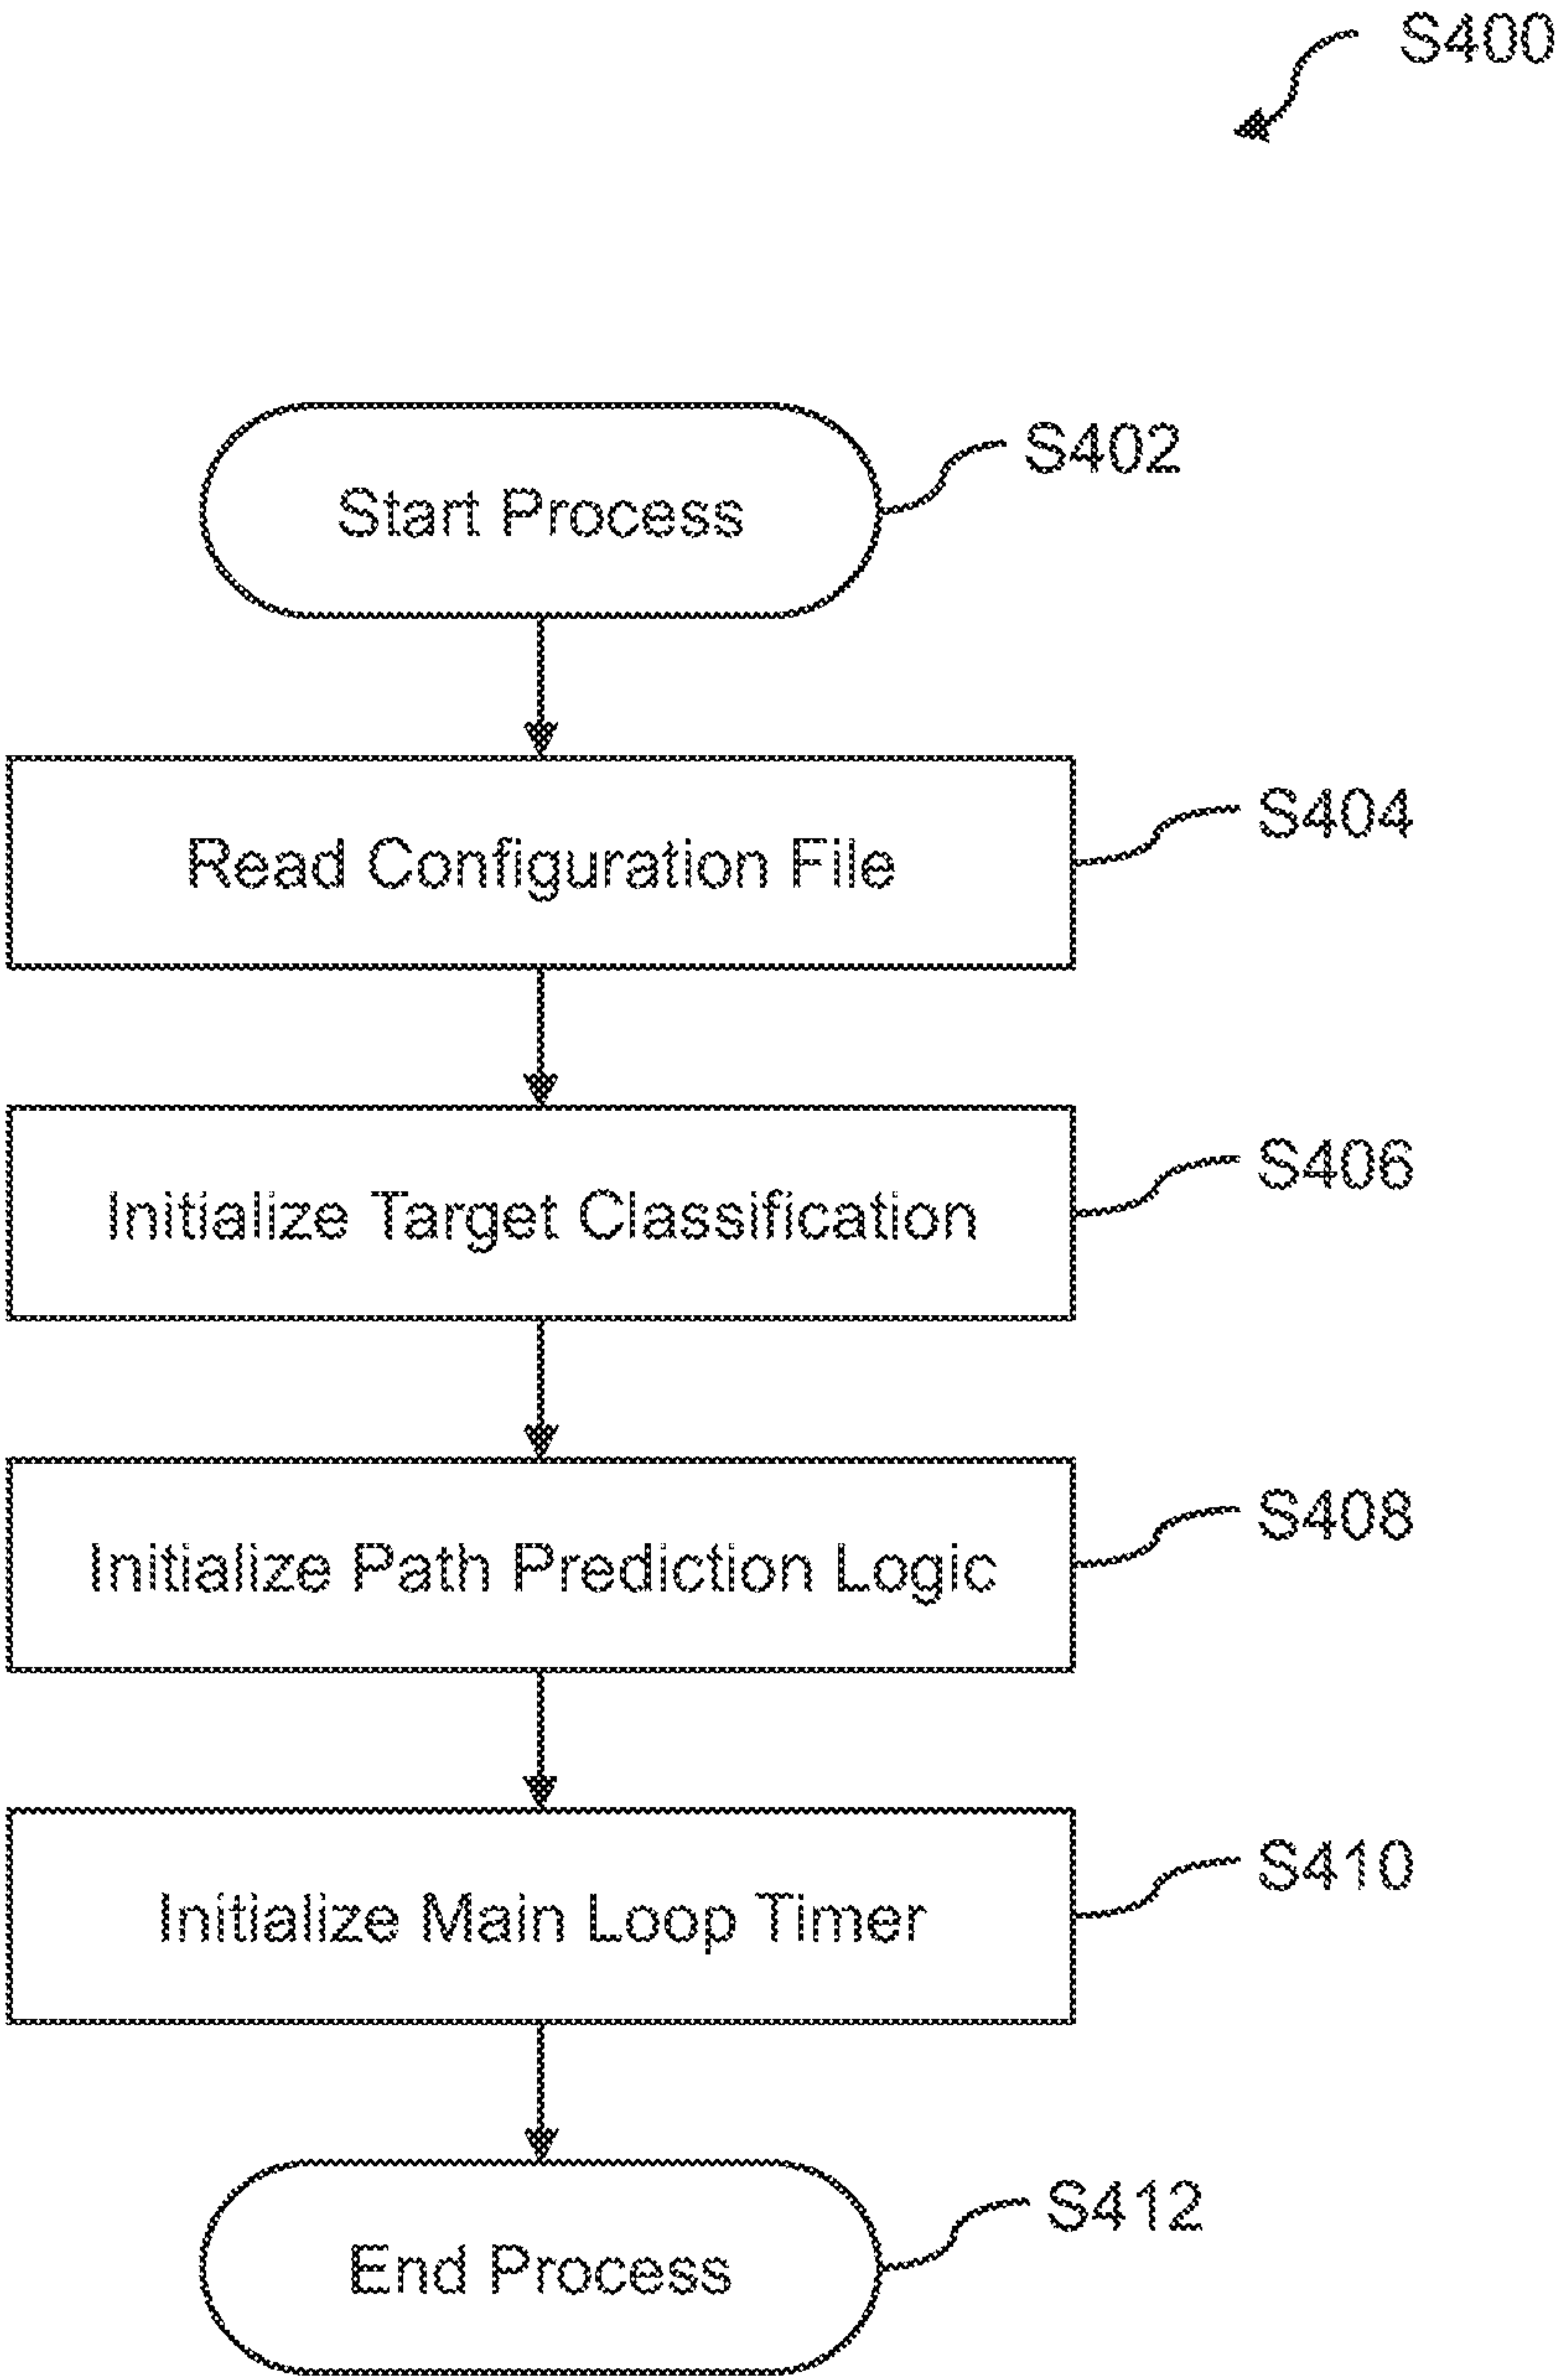 S400
S402
Start Process
S404
Read Configuration File
S406
Initialize Target Classification
S408
Initialize Path Prediction Logic
S410
Initialize Main Loop Timer
S412
End Process